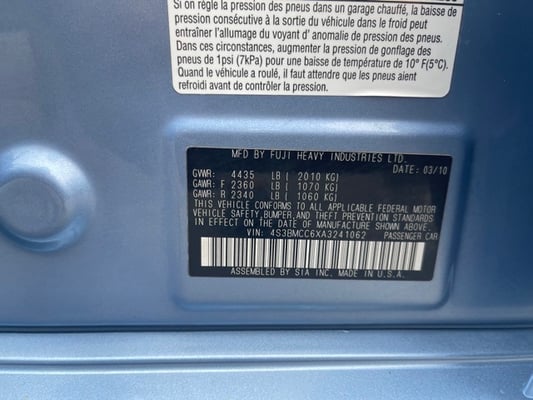 Si on règle la pression des pneus dans un garage chauffé, la baisse de
pression consécutive à la sortie du véhicule dans le froid peut
entraîner l'allumage du voyant d' anomalie de pression des pneus.
Dans ces circonstances, augmenter la pression de gonflage des
pneus de 1psi (7kPa) pour une baisse de température de 10° F(5°C).
Quand le véhicule a roulé, il faut attendre que les pneus aient
refroidi avant de contrôler la pression.
MFD BY FUJI HEAVY INDUSTRIES LTD.
DATE: 03/10
GVWR: 4435 LB ( 2010 KG)
GAWR: F 2360 LB ( 1070 KG)
GAWR: R 2340 LB ( 1060 KG)
THIS VEHICLE CONFORMS TO ALL APPLICABLE FEDERAL MOTOR
VEHICLE SAFETY,BUMPER,AND THEFT PREVENTION STANDARDS
IN EFFECT ON THE DATE OF MANUFACTURE SHOWN ABOVE.
VIN: 4S3BMCC6XA3241062 PASSENGER CAR
ASSEMBLED BY SIA INC. MADE IN U.S.A.